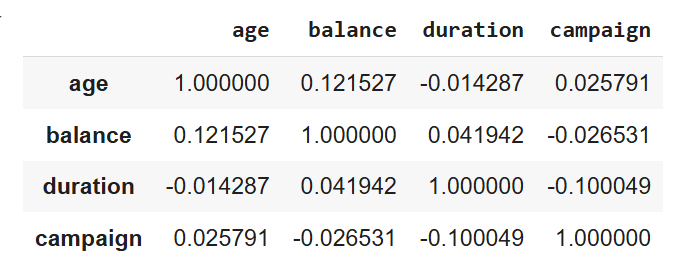 age balance duration campaign
age 1.000000 0.121527 -0.014287 0.025791
balance 0.121527 1.000000 0.041942 -0.026531
duration -0.014287 0.041942 1.000000 -0.100049
campaign 0.025791 -0.026531 -0.100049 1.000000